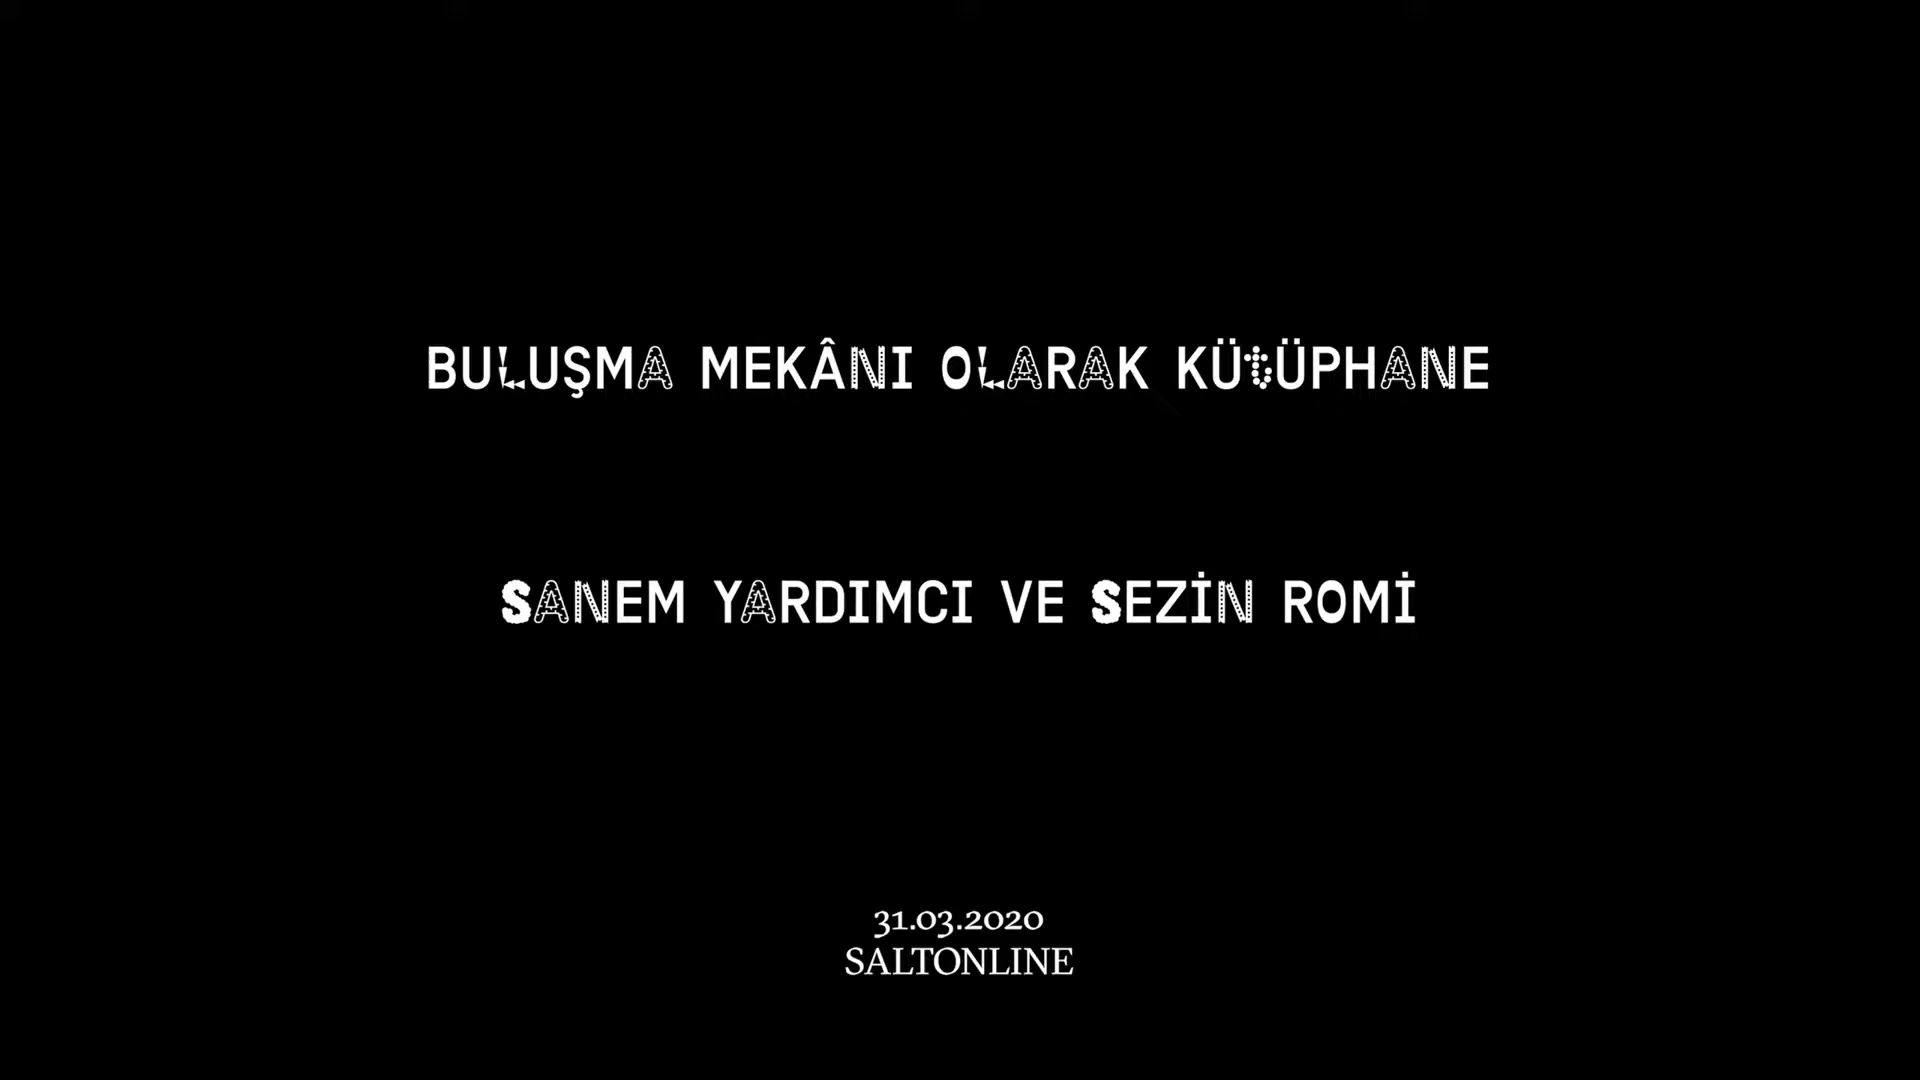 BULUŞMA MEKÂNI OLARAK KÜtÜPHANE
SANEM YARDIMCI VE SEZİN ROMİ
31.03.2020
SALTONLINE